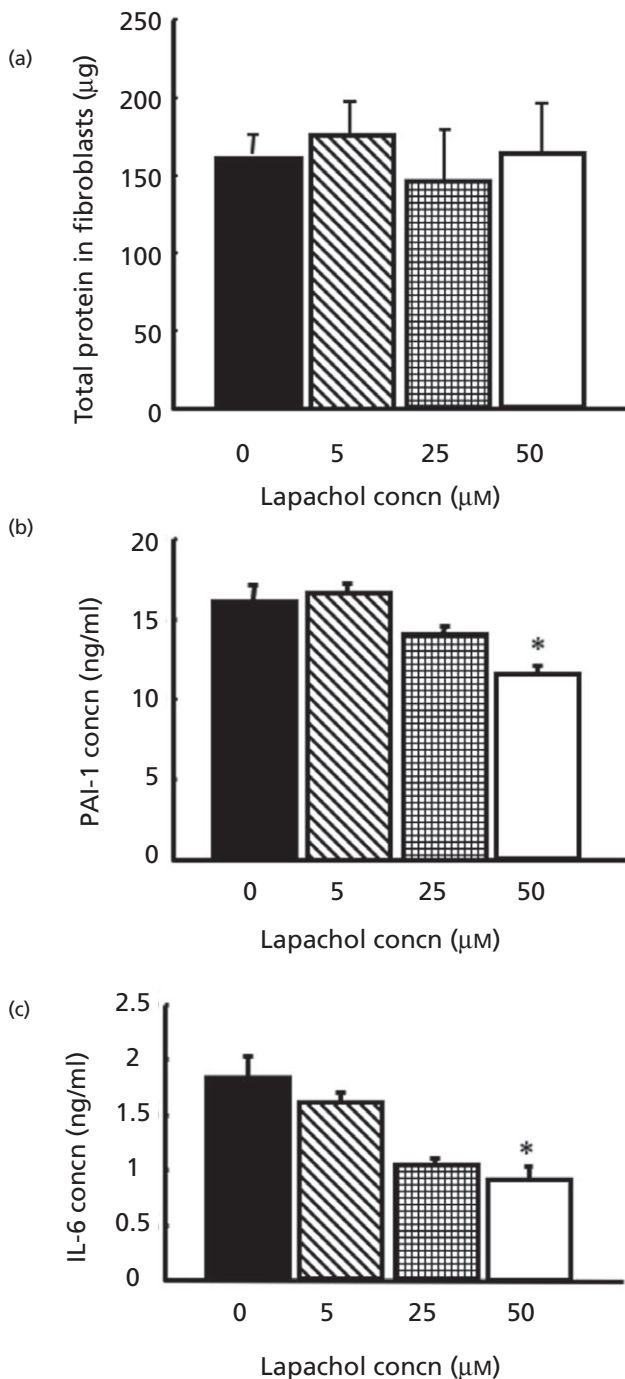 (a)
Total protein in fibroblasts (µg)
250
200
150
100
50
0
0 5 25 50
Lapachol concn (µM)
(b)
PAI-1 concn (ng/ml)
20
15
10
5
0
*
0 5 25 50
Lapachol concn (µM)
(c)
IL-6 concn (ng/ml)
2.5
2
1.5
1
0.5
0
*
0 5 25 50
Lapachol concn (µM)